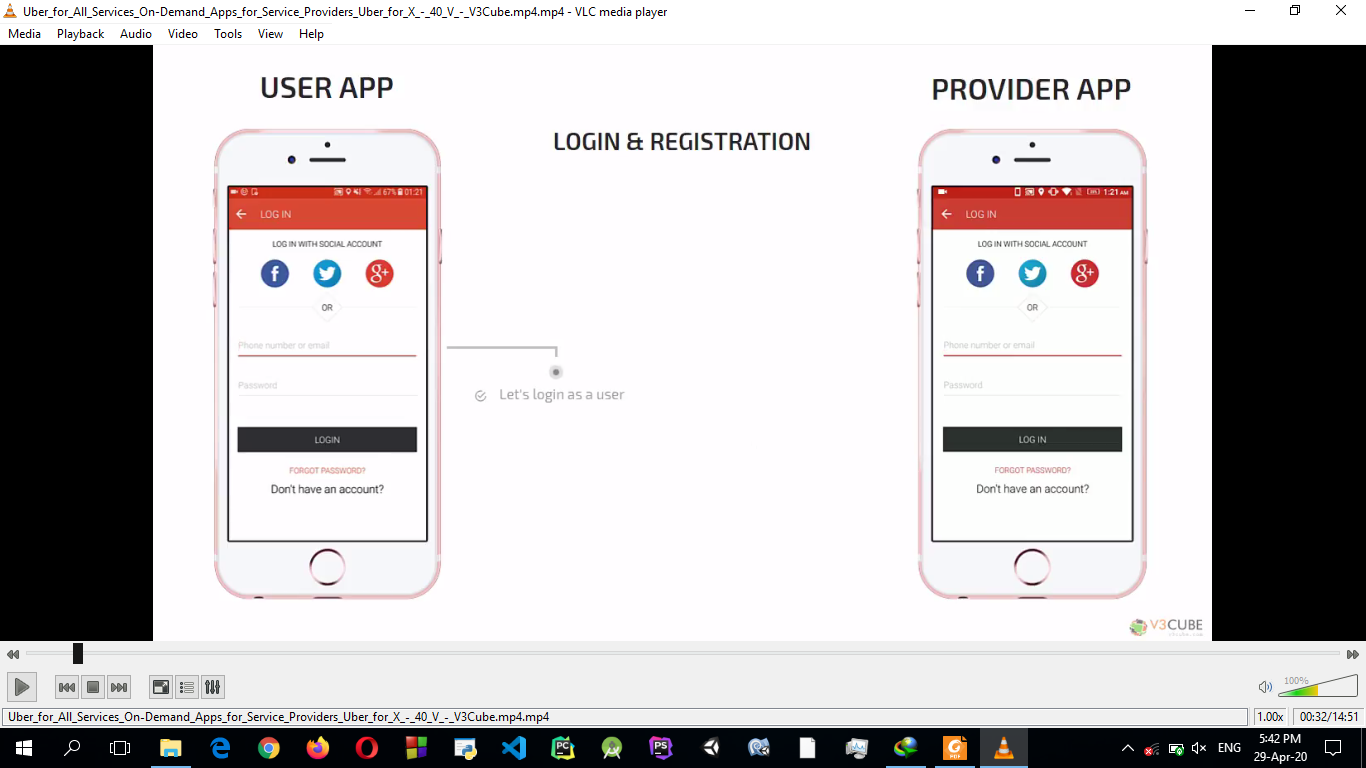 Uber_for_All_Services_On-Demand_Apps_for_Service_Providers_Uber_for_X_-_40_V_-_V3Cube.mp4.mp4 - VLC media player
Media Playback Audio Video Tools View Help
USER APP
PROVIDER APP
LOGIN & REGISTRATION
67% 01:21
LOG IN
LOG IN WITH SOCIAL ACCOUNT
f
g+
OR
Phone number or email
Password
LOGIN
FORGOT PASSWORD?
Don't have an account?
Let's login as a user
1:21 AM
LOG IN
LOG IN WITH SOCIAL ACCOUNT
f
g+
OR
Phone number or email
Password
LOG IN
FORGOT PASSWORD?
Don't have an account?
V3CUBE
100%
Uber_for_All_Services_On-Demand_Apps_for_Service_Providers_Uber_for_X_-_40_V_-_V3Cube.mp4.mp4
1.00x
00:32/14:51
PC
PS
PDF
ENG
5:42 PM
29-Apr-20